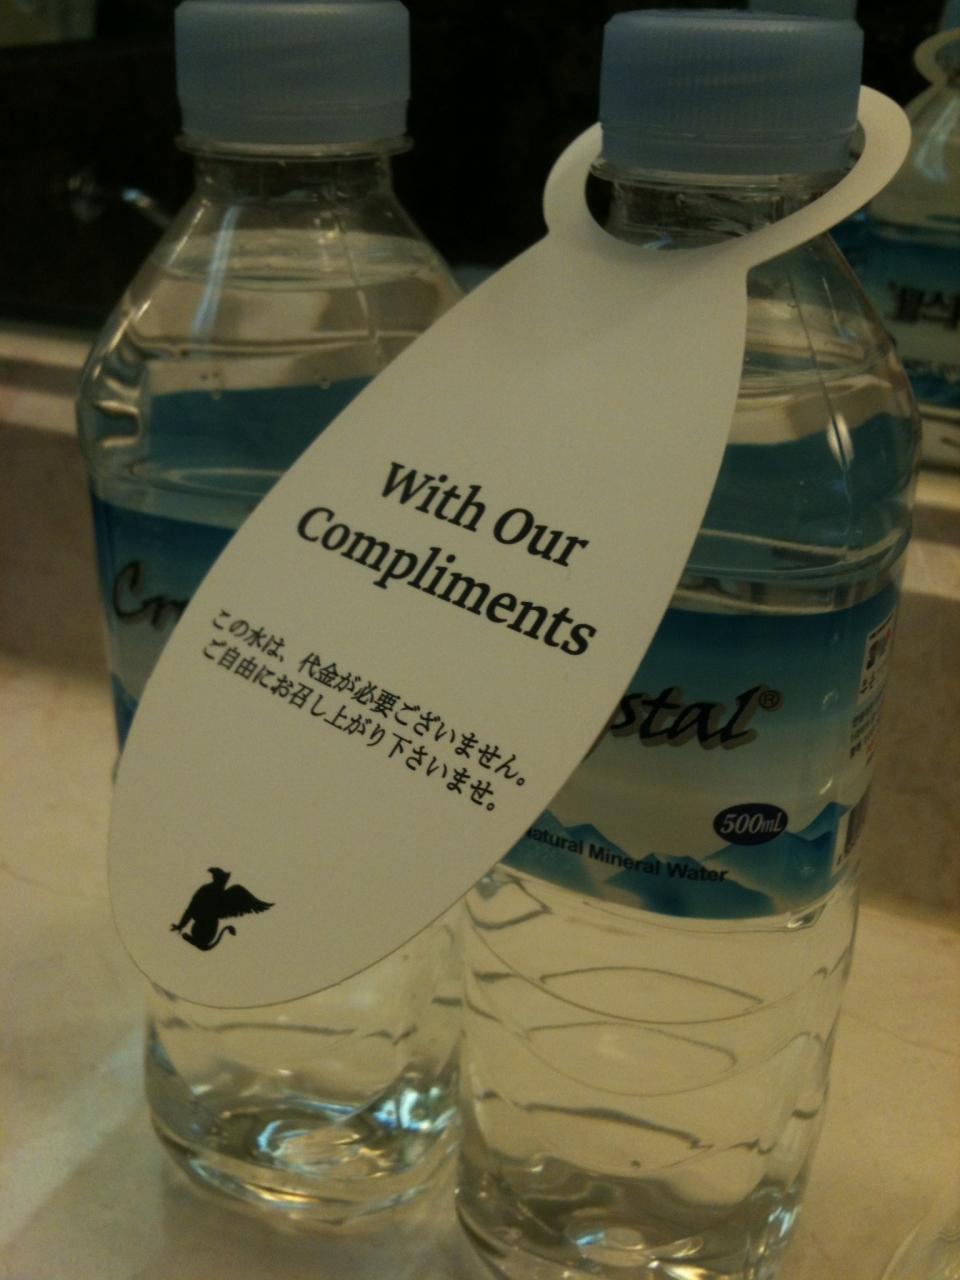 With Our
Compliments
この水は、代金が必要ございません。
ご自由にお召し上がり下さいませ。
stal®
500mL
Natural Mineral Water